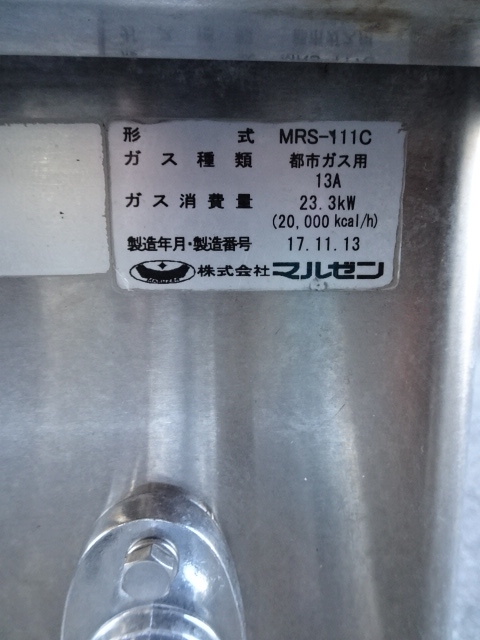 形 式 MRS-111C
ガス種類 都市ガス用
13A
ガス消費量 23.3kW
(20,000 kcal/h)
製造年月・製造番号 17.11.13
MARUZEN 株式会社 マルゼン